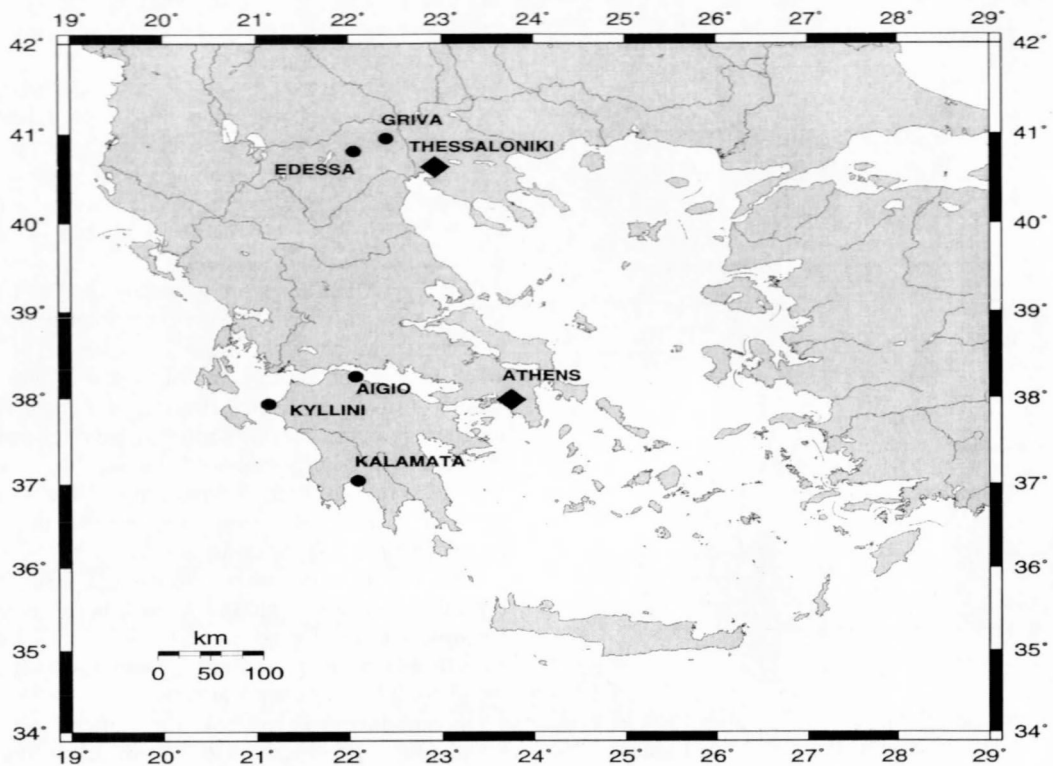 19° 20° 21° 22° 23° 24° 25° 26° 27° 28° 29°
42° 42°
GRIVA
41° 41°
THESSALONIKI
EDESSA
40° 40°
39° 39°
ATHENS
AIGIO
38° 38°
KYLLINI
KALAMATA
37° 37°
36° 36°
km
35° 35°
0 50 100
34° 34°
19° 20° 21° 22° 23° 24° 25° 26° 27° 28° 29°